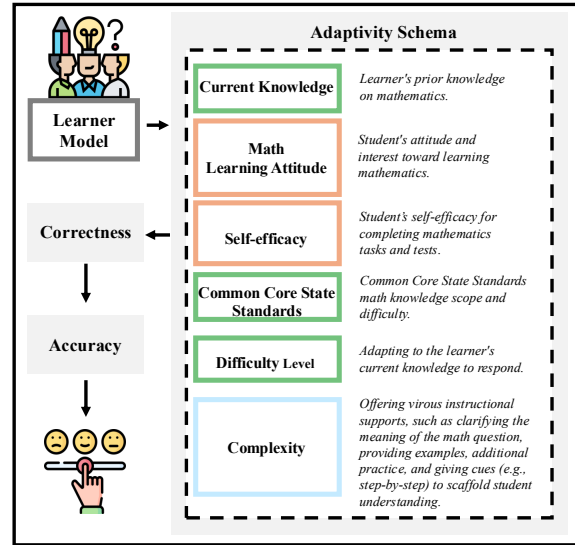 Adaptivity Schema
Learner
Model
Current Knowledge
Learner's prior knowledge
on mathematics.
Math
Learning Attitude
Student's attitude and
interest toward learning
mathematics.
Correctness
Self-efficacy
Student's self-efficacy for
completing mathematics
tasks and tests.
Common Core State
Standards
Common Core State Standards
math knowledge scope and
difficulty.
Accuracy
Difficulty Level
Adapting to the learner's
current knowledge to respond.
Complexity
Offering virous instructional
supports, such as clarifying the
meaning of the math question,
providing examples, additional
practice, and giving cues (e.g.,
step-by-step) to scaffold student
understanding.